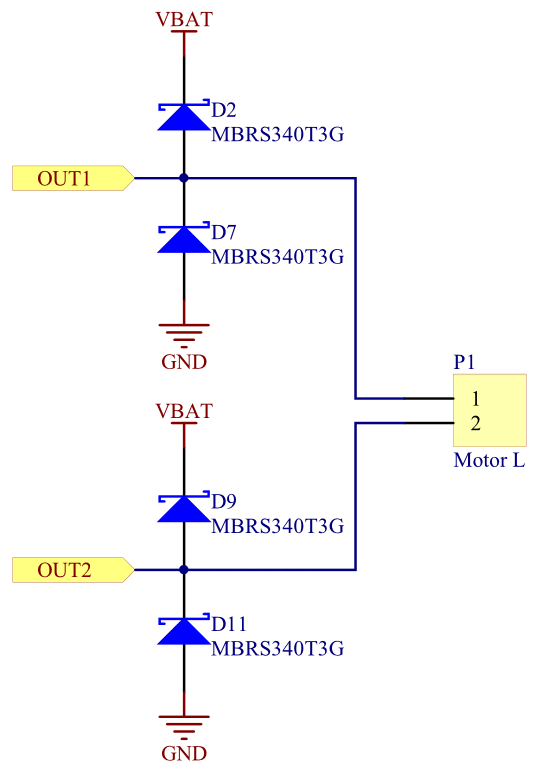 VBAT
D2
MBRS340T3G
OUT1
D7
MBRS340T3G
GND
P1
1
2
Motor L
VBAT
D9
MBRS340T3G
OUT2
D11
MBRS340T3G
GND